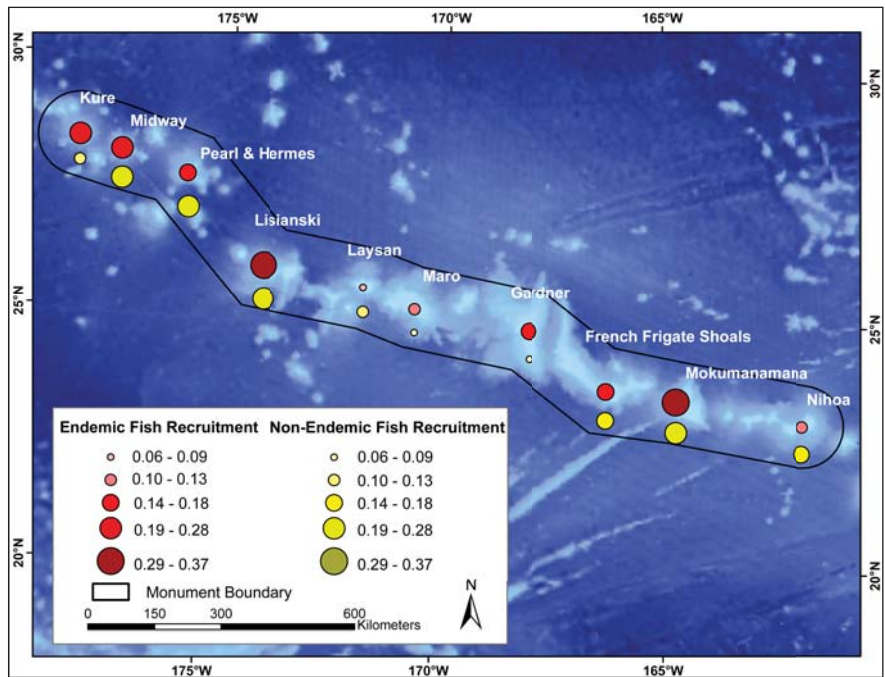 175°W 170°W 165°W
30°N
30°N
Kure
Midway
Pearl & Hermes
Lisianski
Laysan
Maro
Gardner
25°N
25°N
French Frigate Shoals
Mokumanamana
Nihoa
Endemic Fish Recruitment Non-Endemic Fish Recruitment
0.06 - 0.09 0.06 - 0.09
0.10 - 0.13 0.10 - 0.13
0.14 - 0.18 0.14 - 0.18
0.19 - 0.28 0.19 - 0.28
0.29 - 0.37 0.29 - 0.37
Monument Boundary
N
0 150 300 600
Kilometers
20°N
20°N
175°W 170°W 165°W